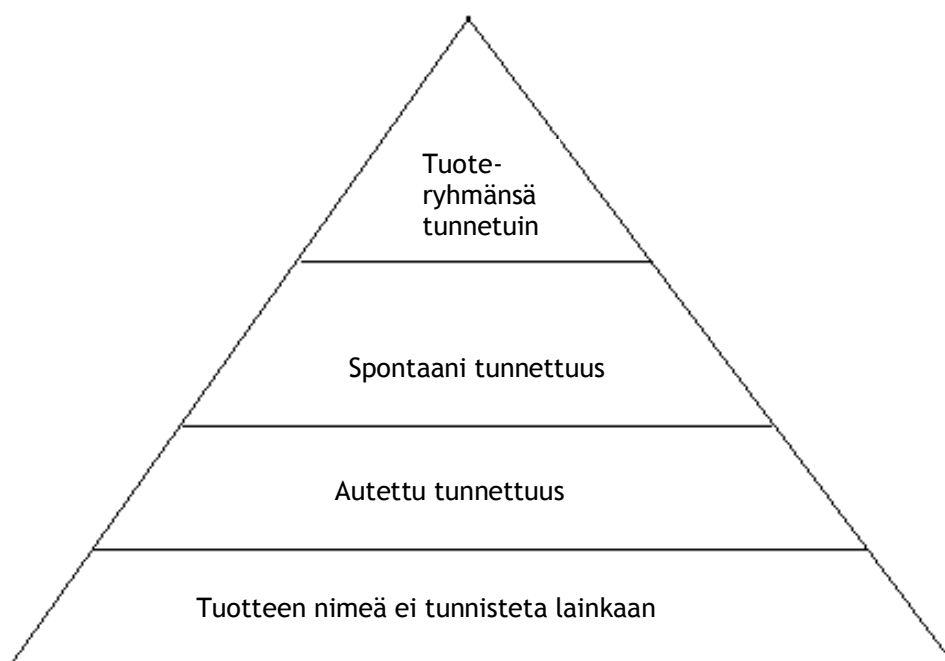 Tuote-
ryhmänsä
tunnetuin
Spontaani tunnettuus
Autettu tunnettuus
Tuotteen nimeä ei tunnisteta lainkaan